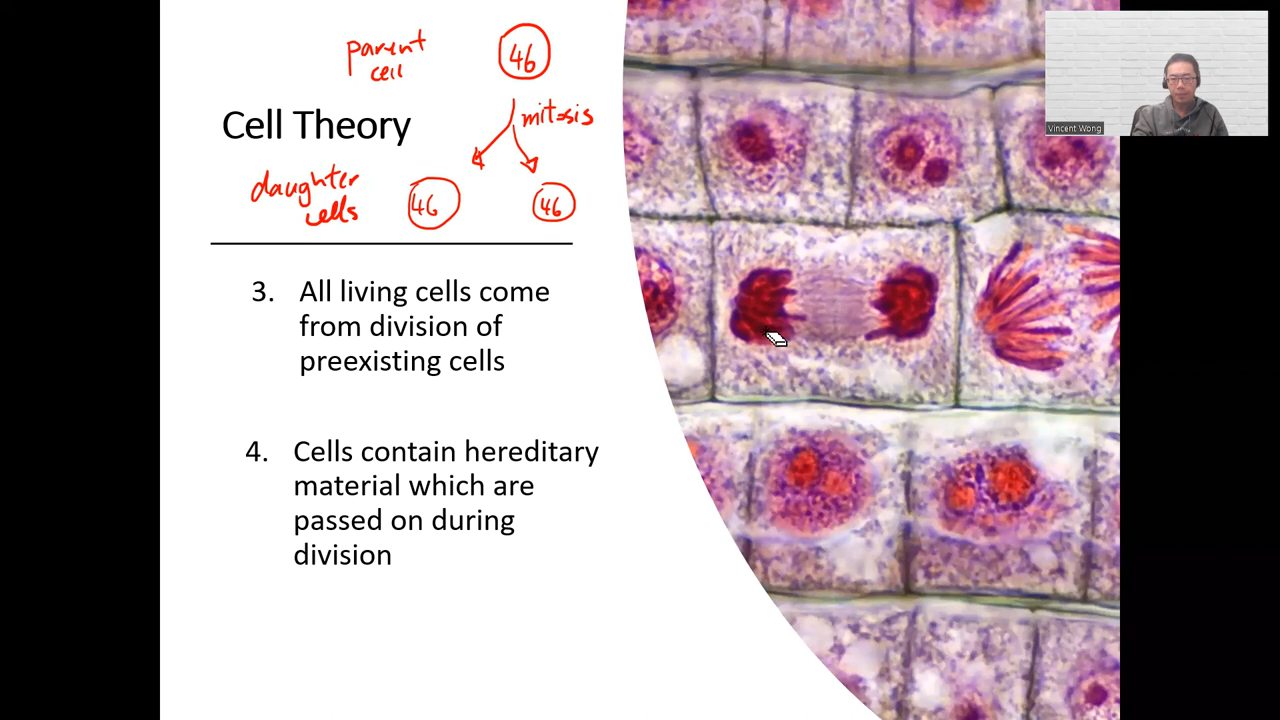 parent
cell
46
Cell Theory
mitosis
daughter
cells
46
46
3. All living cells come
from division of
preexisting cells
4. Cells contain hereditary
material which are
passed on during
division
Vincent Wong